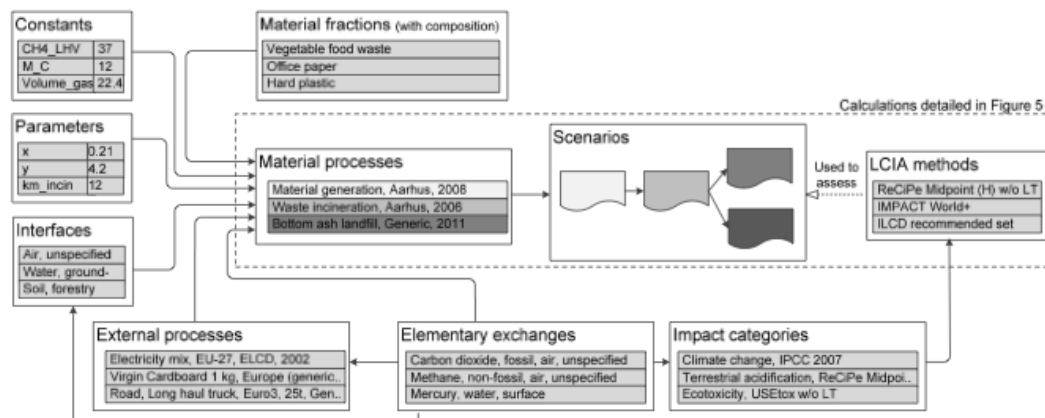 Constants
CH4_LHV 37
M_C 12
Volume_gas 22.4
Material fractions (with composition)
Vegetable food waste
Office paper
Hard plastic
Calculations detailed in Figure 5
Parameters
x 0.21
y 4.2
km_incin 12
Material processes
Material generation, Aarhus, 2008
Waste incineration, Aarhus, 2006
Bottom ash landfill, Generic, 2011
Scenarios
Used to
assess
LCIA methods
ReCiPe Midpoint (H) w/o LT
IMPACT World+
ILCD recommended set
Interfaces
Air, unspecified
Water, ground-
Soil, forestry
External processes
Electricity mix, EU-27, ELCD, 2002
Virgin Cardboard 1 kg, Europe (generic..
Road, Long haul truck, Euro3, 25t, Gen..
Elementary exchanges
Carbon dioxide, fossil, air, unspecified
Methane, non-fossil, air, unspecified
Mercury, water, surface
Impact categories
Climate change, IPCC 2007
Terrestrial acidification, ReCiPe Midpoi..
Ecotoxicity, USEtox w/o LT